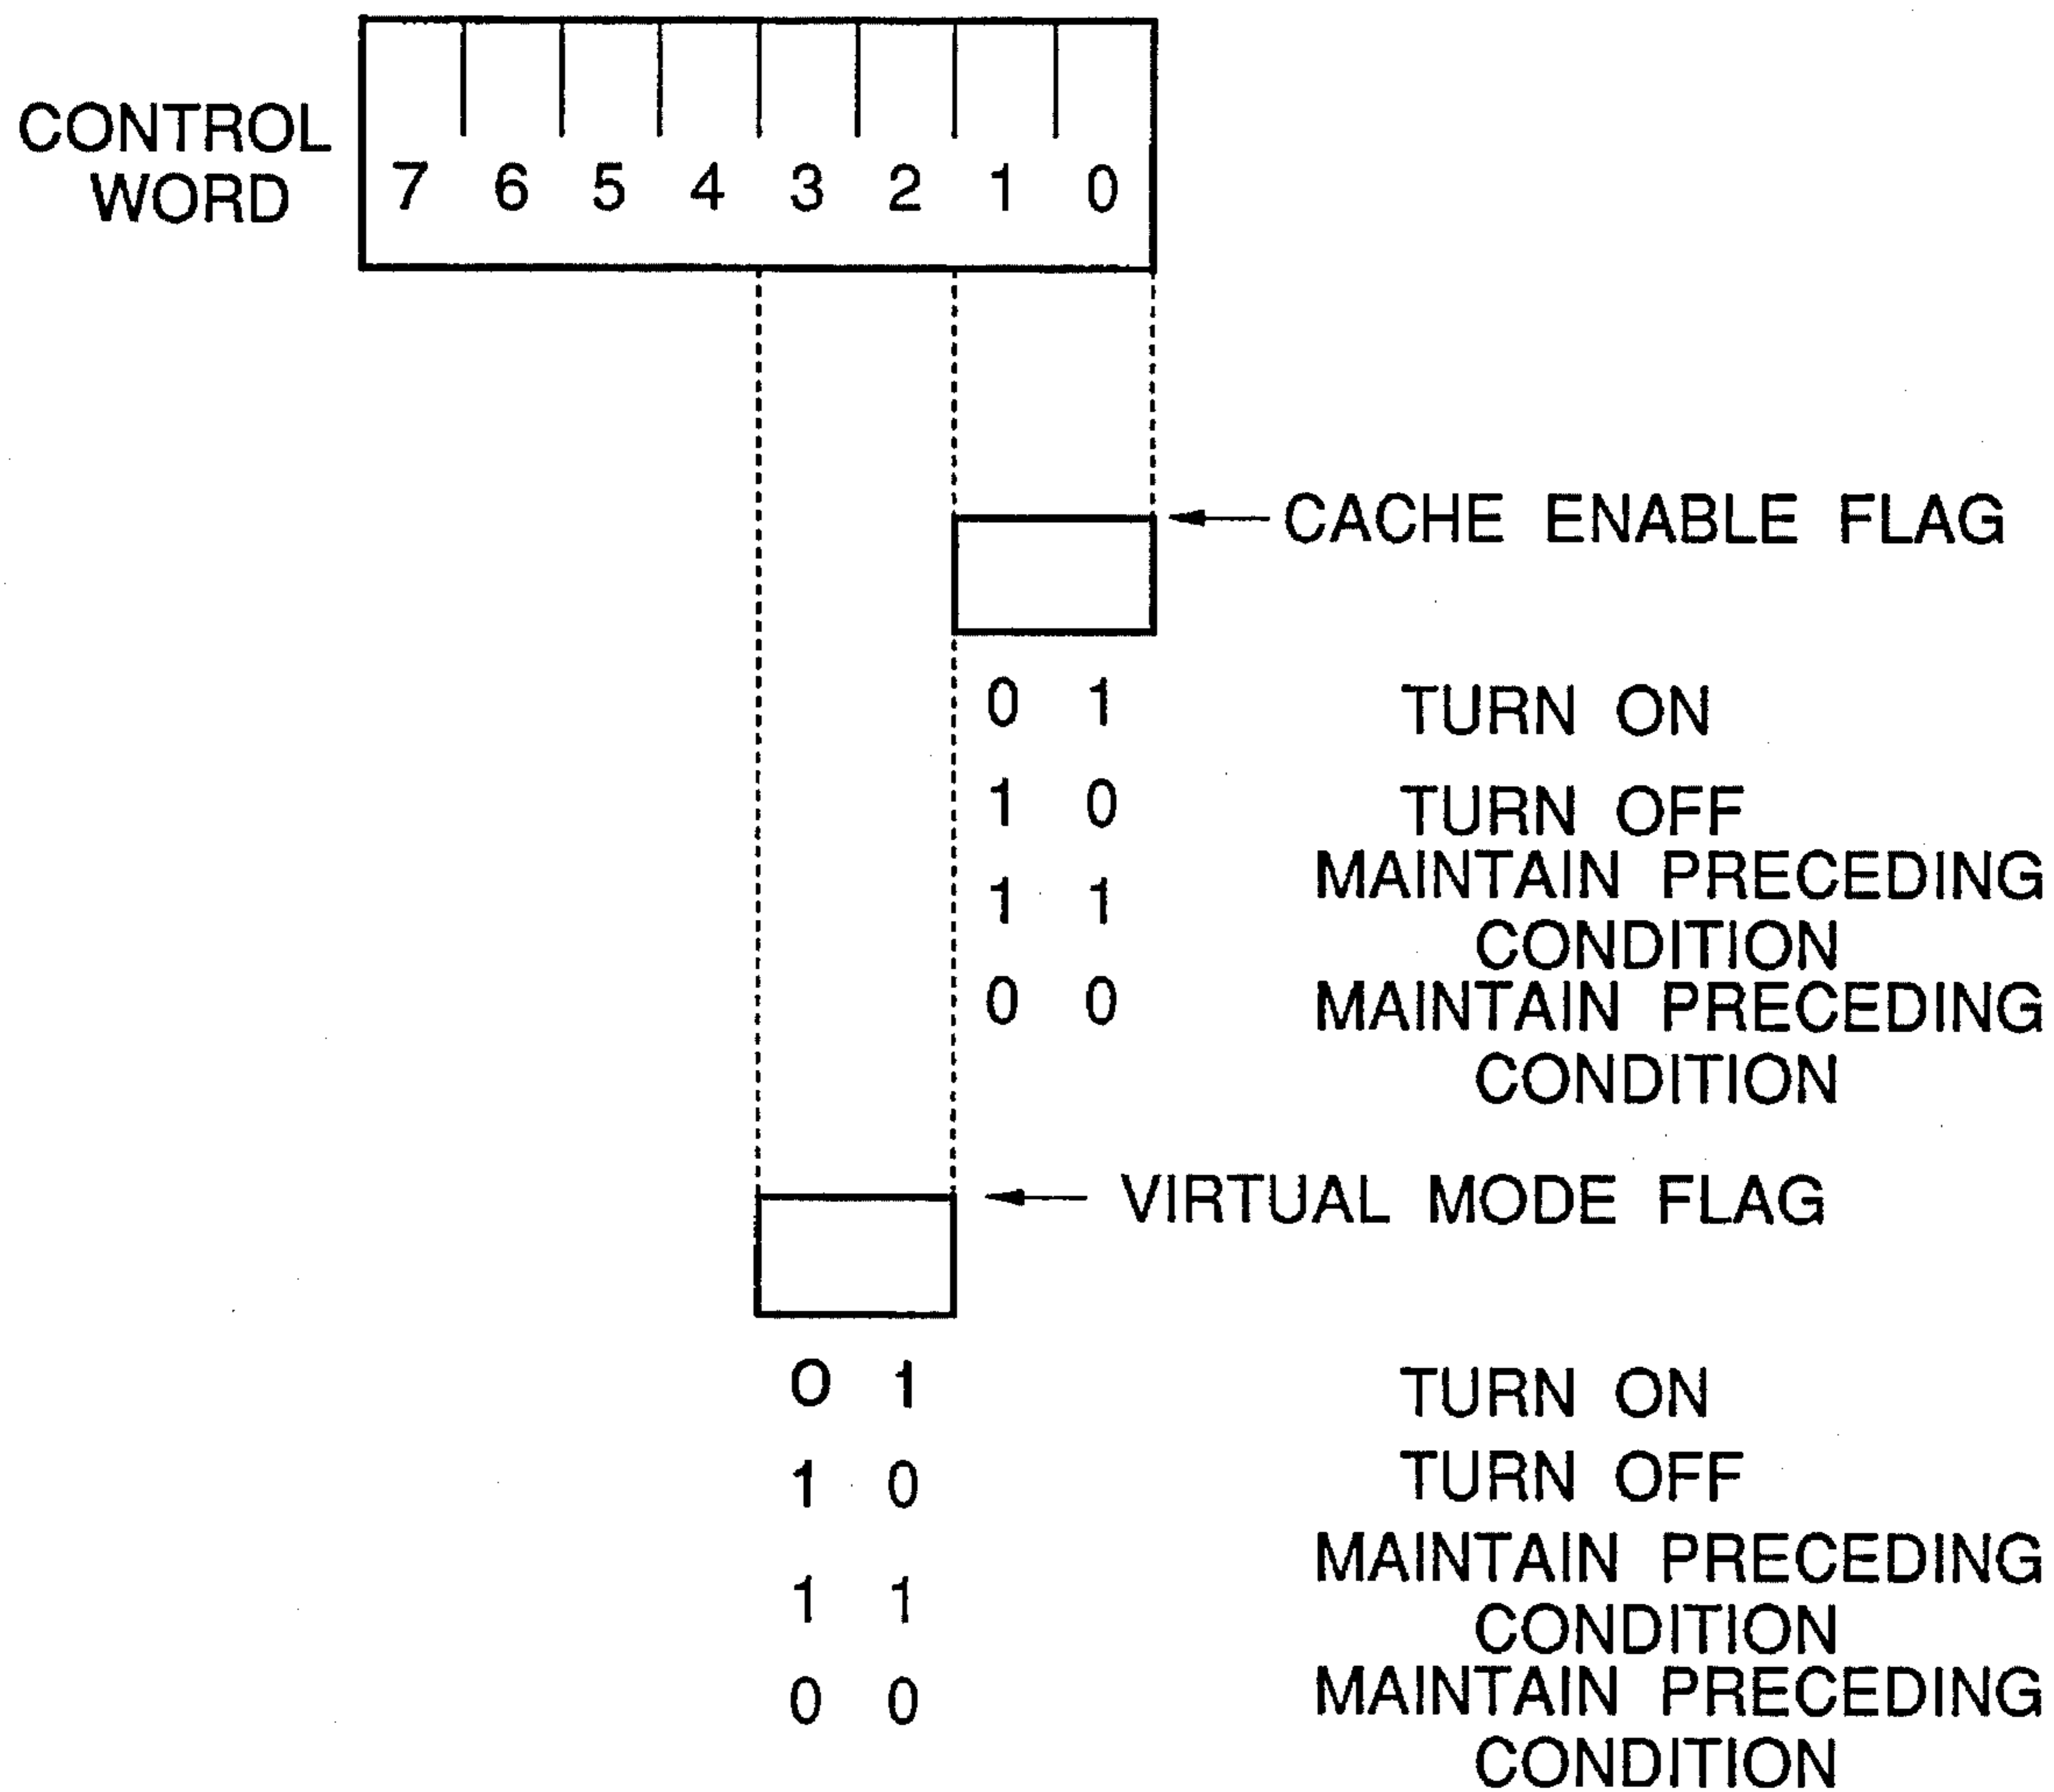 CONTROL
WORD
7 6 5 4 3 2 1 0
CACHE ENABLE FLAG
0 1 TURN ON
1 0 TURN OFF
1 1 MAINTAIN PRECEDING
CONDITION
0 0 MAINTAIN PRECEDING
CONDITION
VIRTUAL MODE FLAG
0 1 TURN ON
1 0 TURN OFF
1 1 MAINTAIN PRECEDING
CONDITION
0 0 MAINTAIN PRECEDING
CONDITION